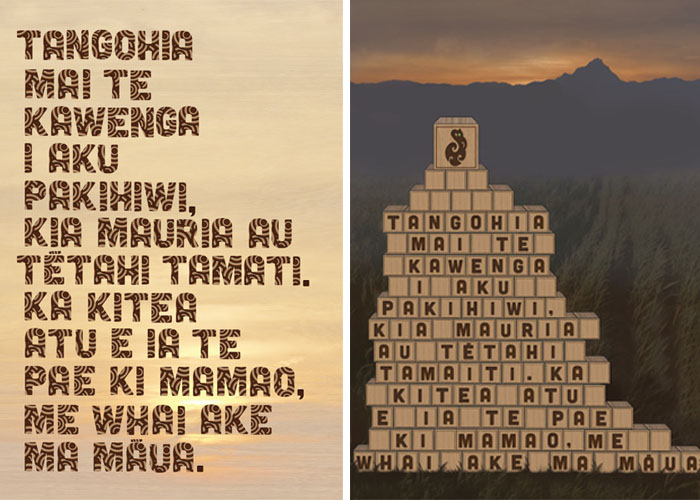 TANGOHIA
MAI TE
KAWENGA
I AKU
PAKIHIWI,
KIA MAURIA AU
TĒTAHI TAMATI.
KA KITEA
ATU E IA TE
PAE KI MAMAO,
ME WHAI AKE
MA MĀUA.
TANGOHIA
MAI TE
KAWENGA
I AKU
PAKIHIWI,
KIA MAURIA
AU TĒTAHI
TAMAITI. KA
KITEA ATU
E IA TE PAE
KI MAMAO, ME
WHAI AKE MA MĀUA